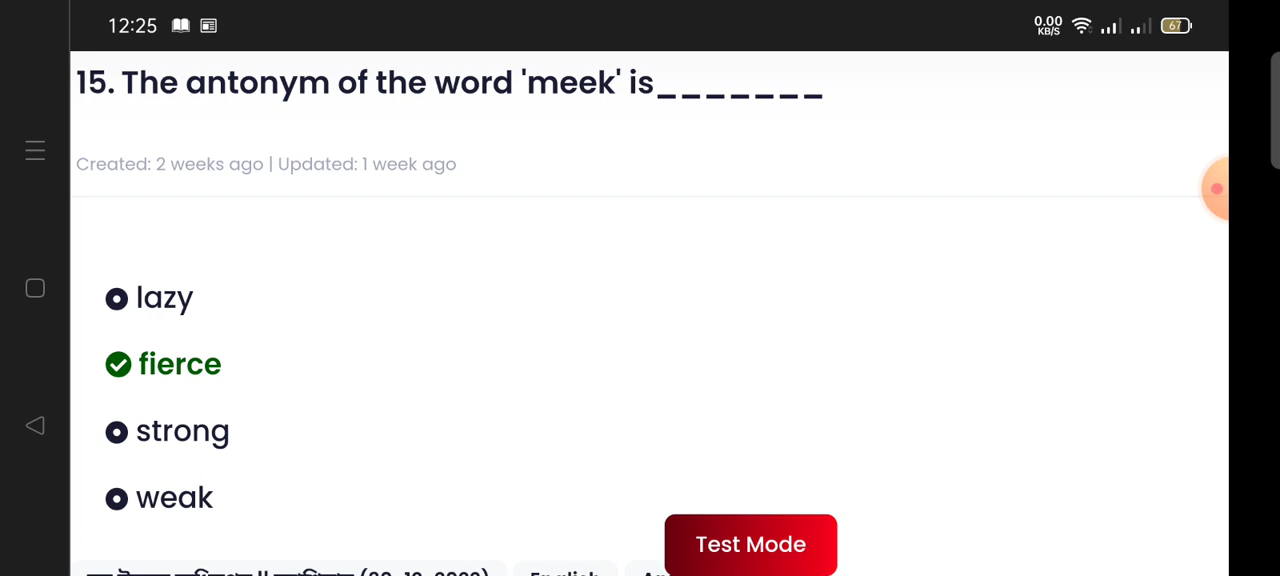 12:25
0.00
KB/S
67
15. The antonym of the word 'meek' is_______
Created: 2 weeks ago | Updated: 1 week ago
lazy
fierce
strong
weak
Test Mode
English